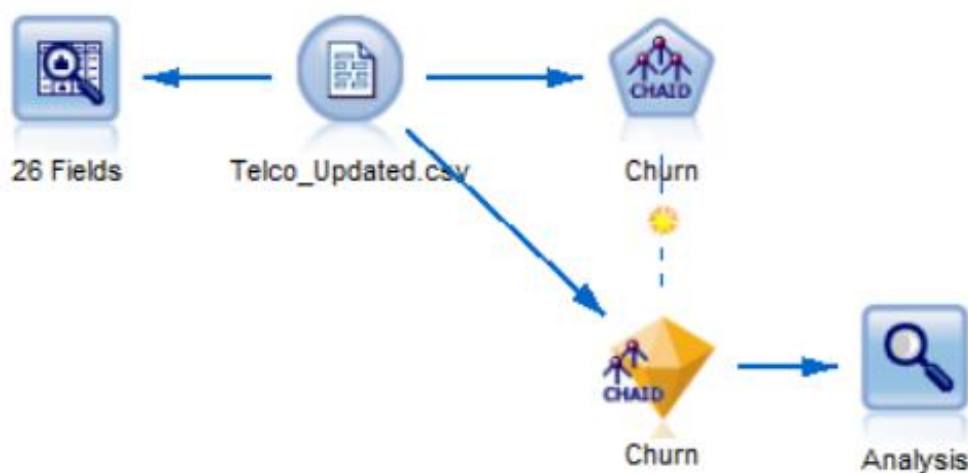 CHAID
26 Fields
Telco_Updated.csv
Churn
CHAID
Churn
Analysis